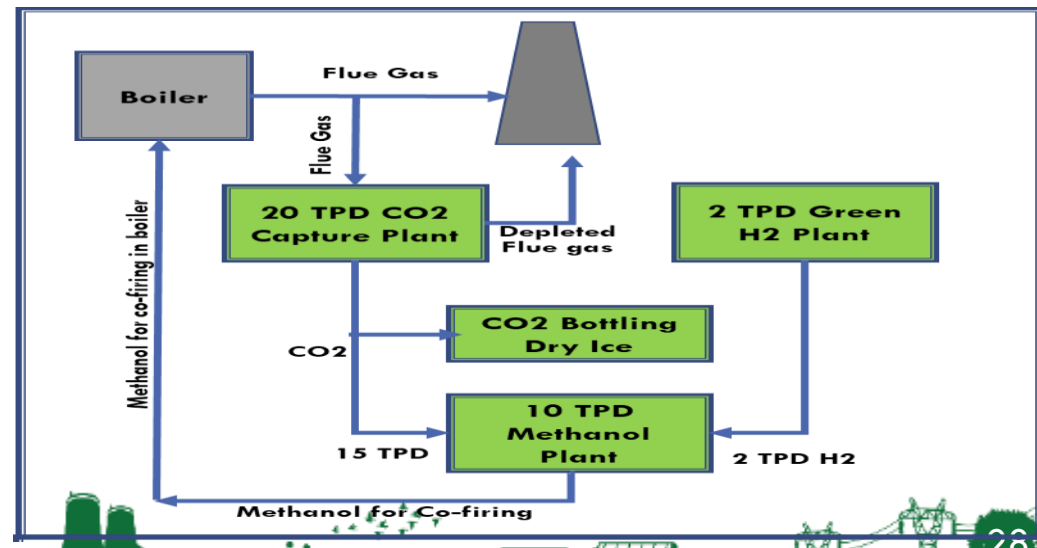 Flue Gas
Boiler
Flue Gas
20 TPD CO2
Capture Plant
Depleted
Flue gas
2 TPD Green
H2 Plant
Methanol for co-firing in boiler
CO2 Bottling
Dry Ice
CO2
10 TPD
Methanol
Plant
15 TPD
2 TPD H2
Methanol for Co-firing
28